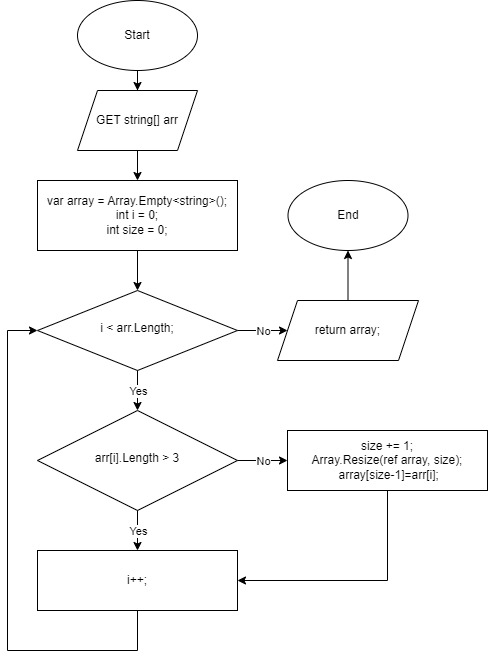 Start
GET string[] arr
var array = Array.Empty<string>();
int i = 0;
int size = 0;
End
i < arr.Length;
No
return array;
Yes
arr[i].Length > 3
No
size += 1;
Array.Resize(ref array, size);
array[size-1]=arr[i];
Yes
i++;